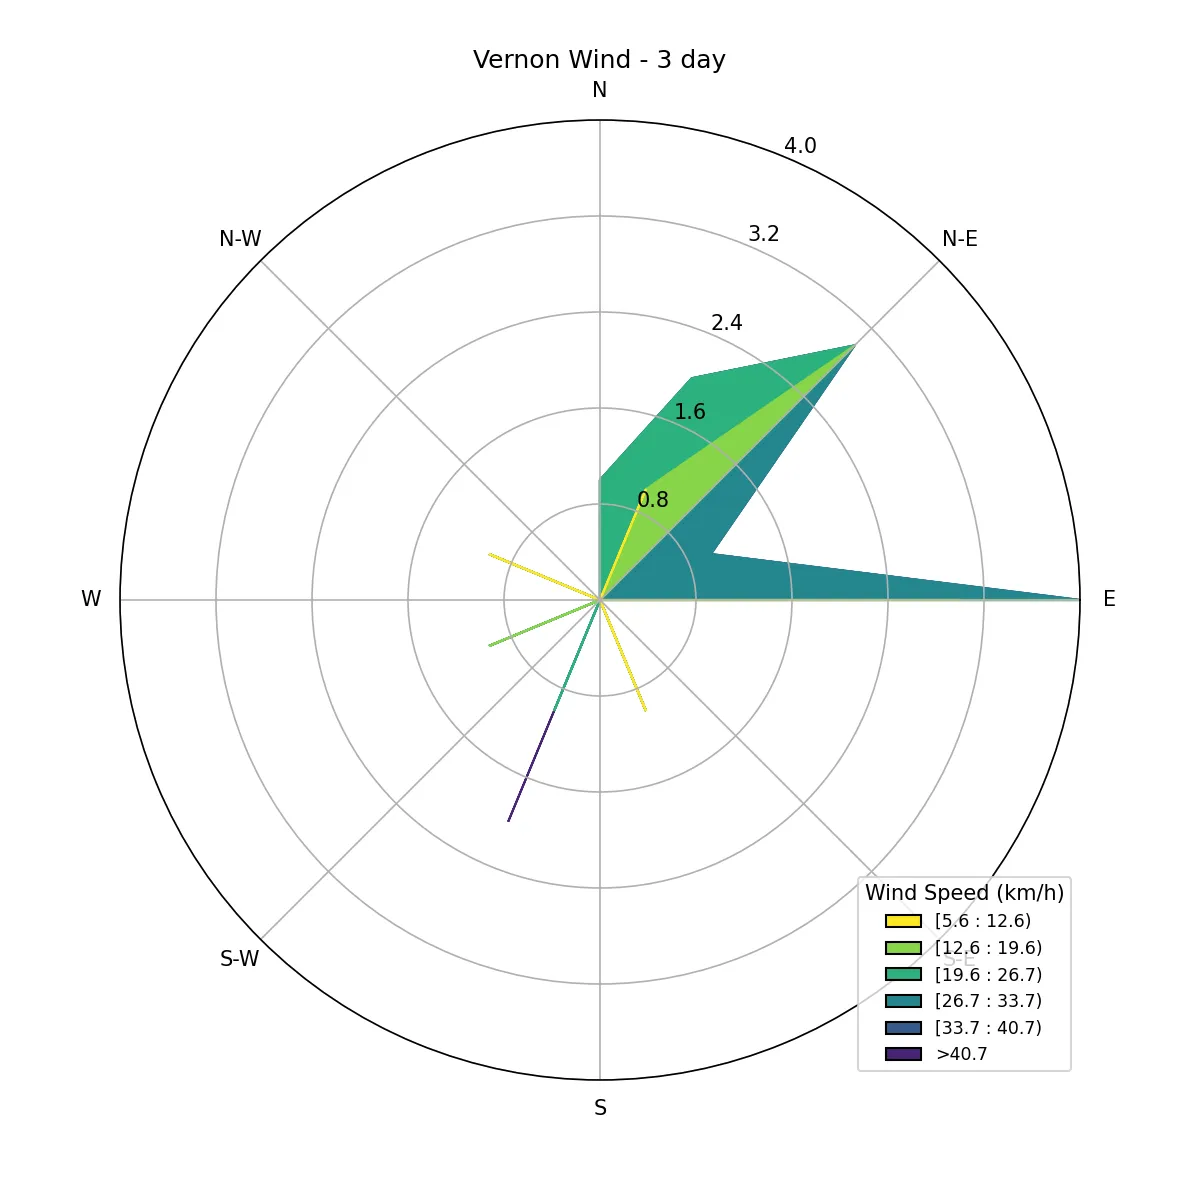 Vernon Wind - 3 day
N
4.0
N-W
3.2
N-E
2.4
1.6
0.8
W
E
S-W
S-E
S
Wind Speed (km/h)
[5.6 : 12.6)
[12.6 : 19.6)
[19.6 : 26.7)
[26.7 : 33.7)
[33.7 : 40.7)
>40.7